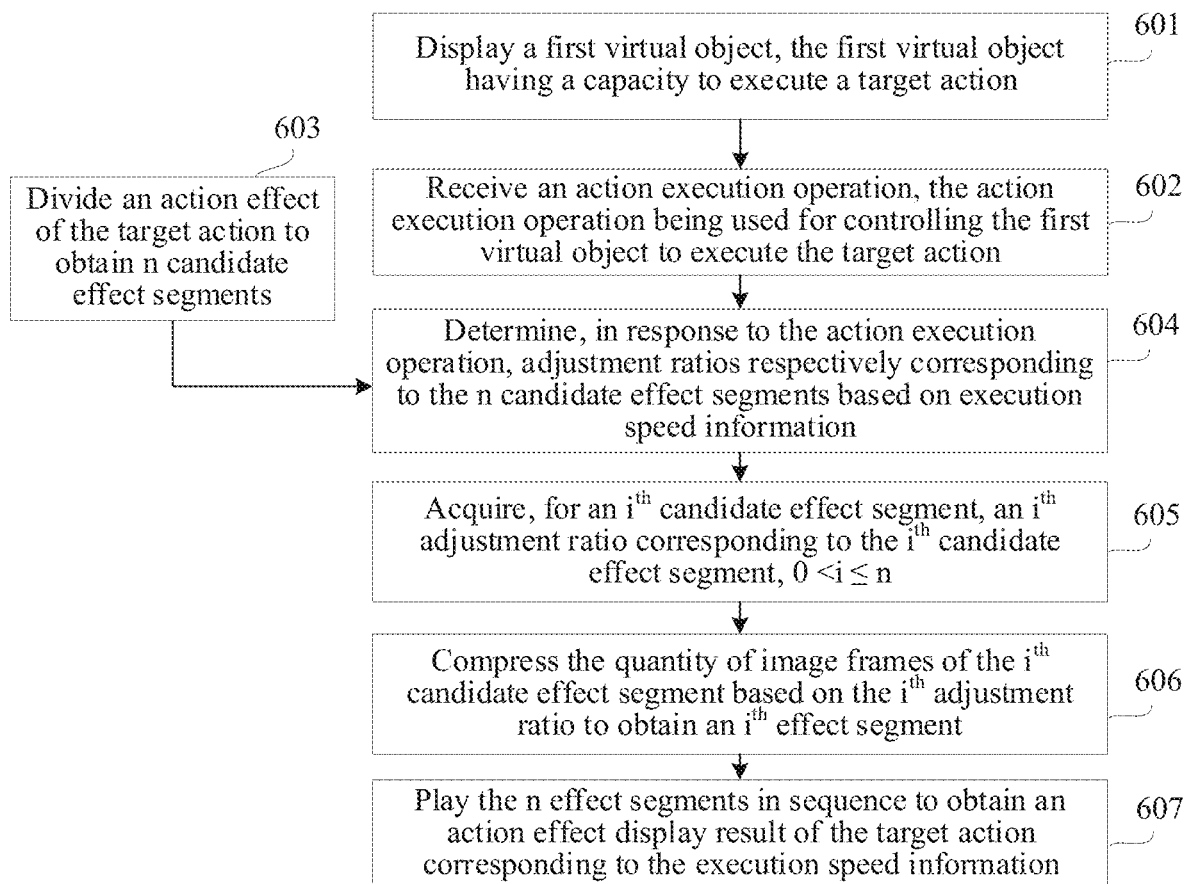 601
Display a first virtual object, the first virtual object
having a capacity to execute a target action
603
Divide an action effect
of the target action to
obtain n candidate
effect segments
602
Receive an action execution operation, the action
execution operation being used for controlling the first
virtual object to execute the target action
604
Determine, in response to the action execution
operation, adjustment ratios respectively corresponding
to the n candidate effect segments based on execution
speed information
605
Acquire, for an i^th candidate effect segment, an i^th
adjustment ratio corresponding to the i^th candidate
effect segment, 0 <i ≤ n
606
Compress the quantity of image frames of the i^th
candidate effect segment based on the i^th adjustment
ratio to obtain an i^th effect segment
607
Play the n effect segments in sequence to obtain an
action effect display result of the target action
corresponding to the execution speed information